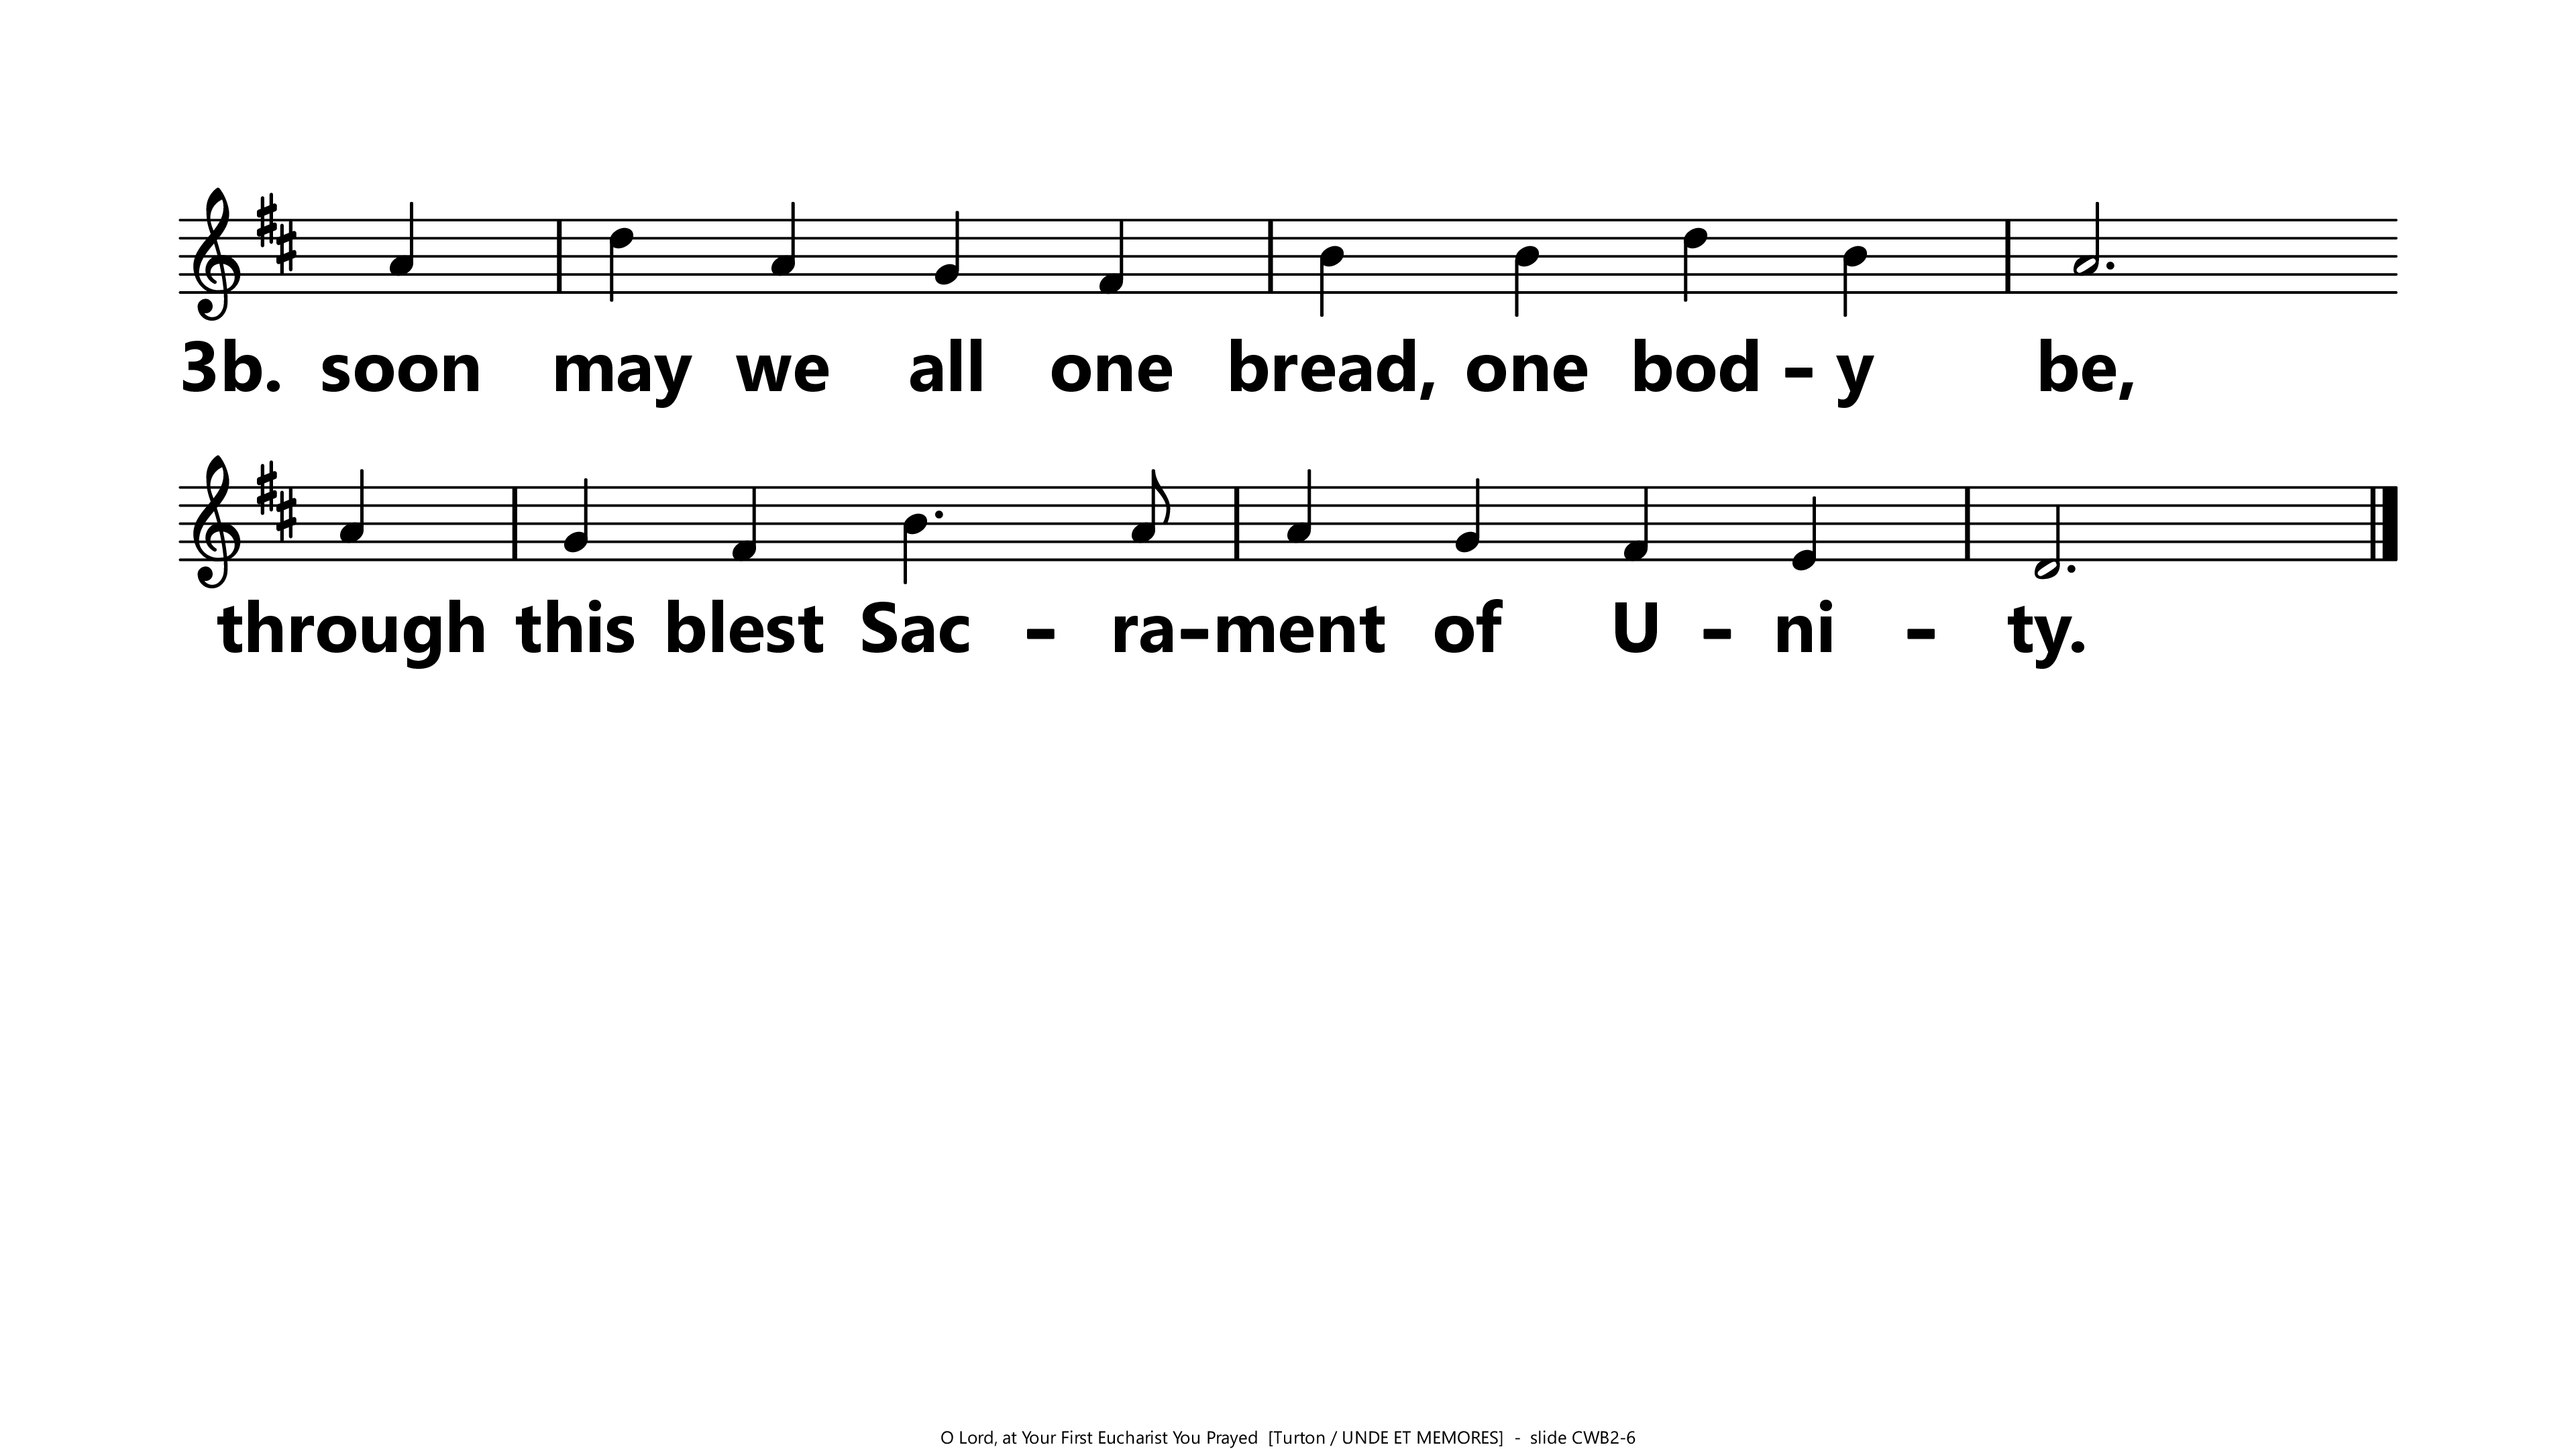 3b. soon may we all one bread, one bod - y be,
through this blest Sac - ra-ment of U - ni - ty.
O Lord, at Your First Eucharist You Prayed [Turton / UNDE ET MEMORES] - slide CWB2-6